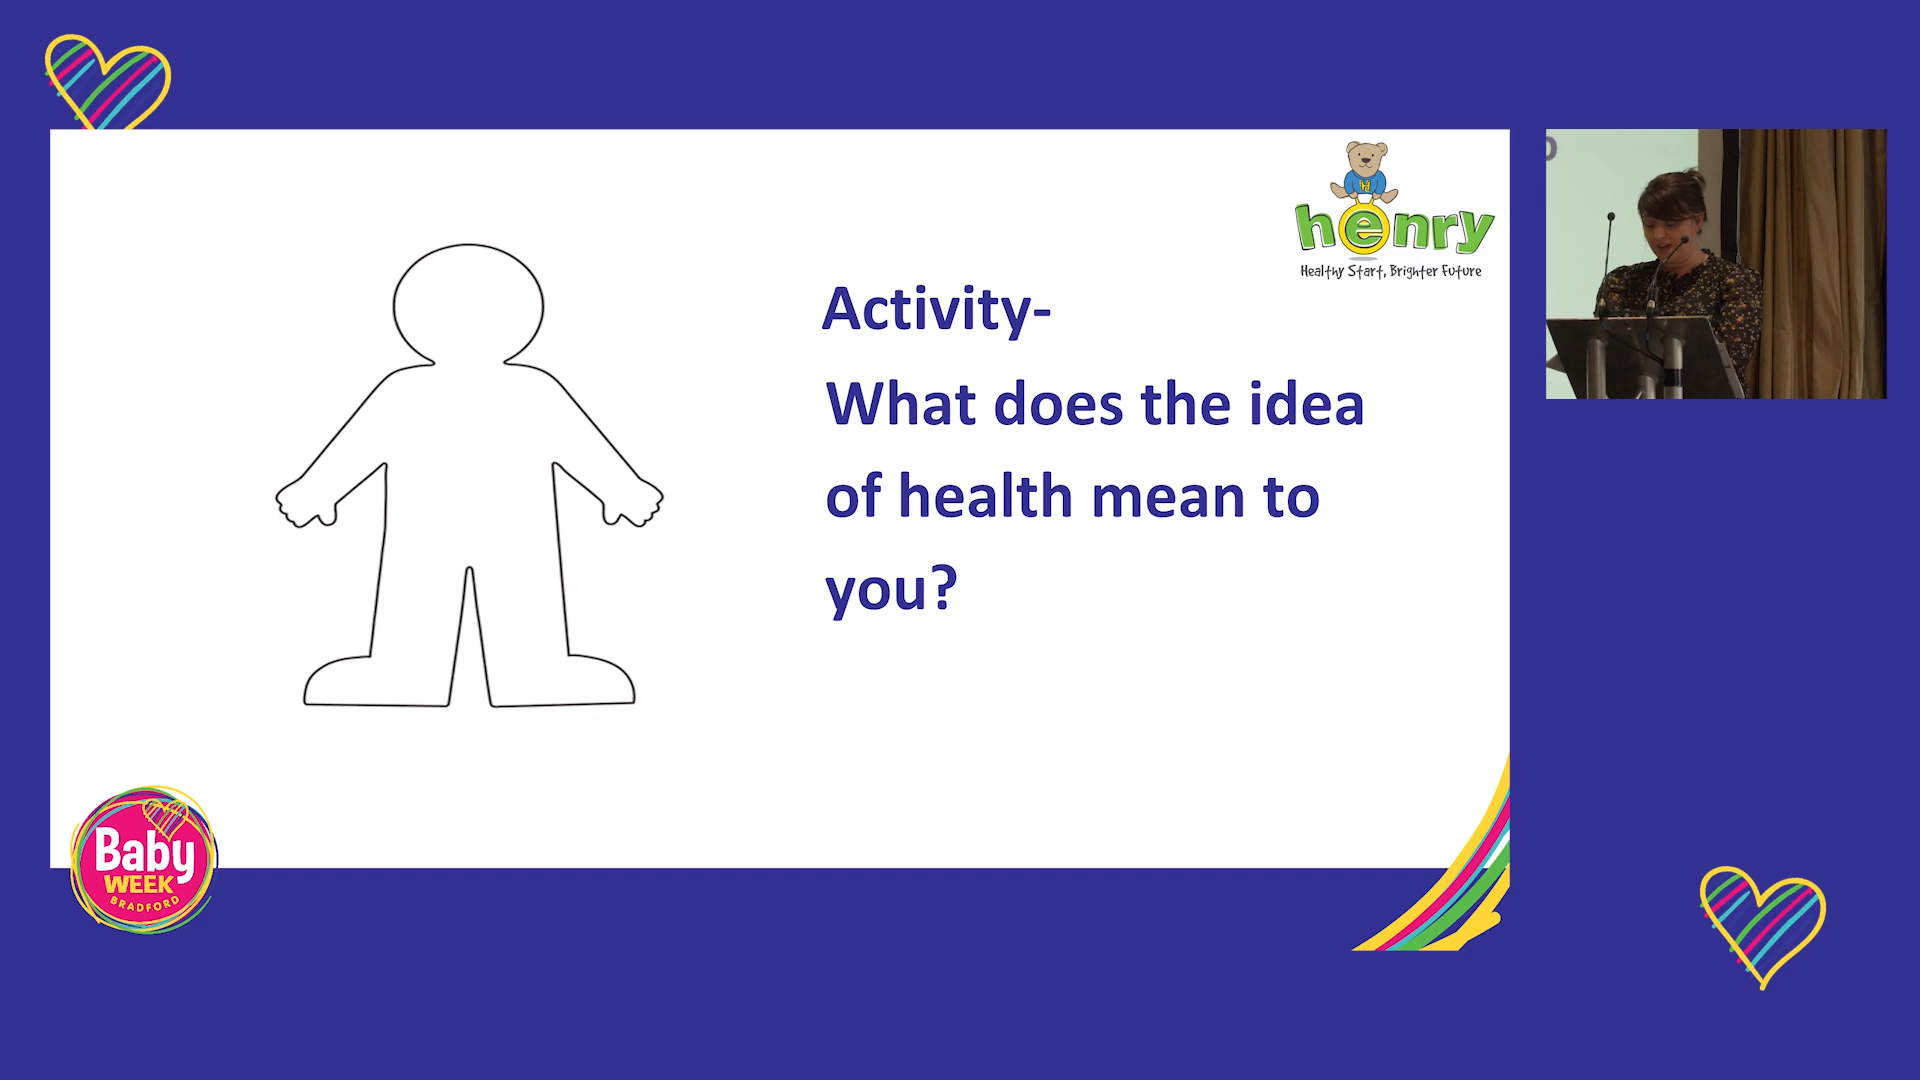 henry
Healthy Start, Brighter Future
Activity-
What does the idea
of health mean to
you?
Baby
WEEK
BRADFORD